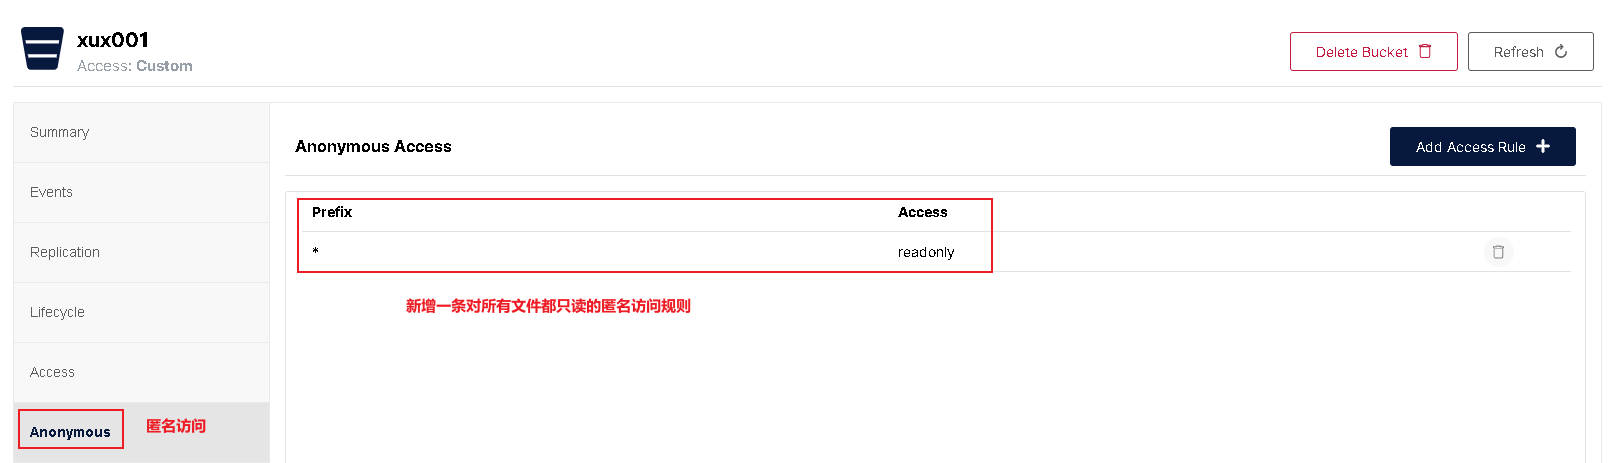 xux001
Access: Custom
Delete Bucket
Refresh
Summary
Events
Replication
Lifecycle
Access
Anonymous
匿名访问
Anonymous Access
Add Access Rule
Prefix Access
* readonly
新增一条对所有文件都只读的匿名访问规则